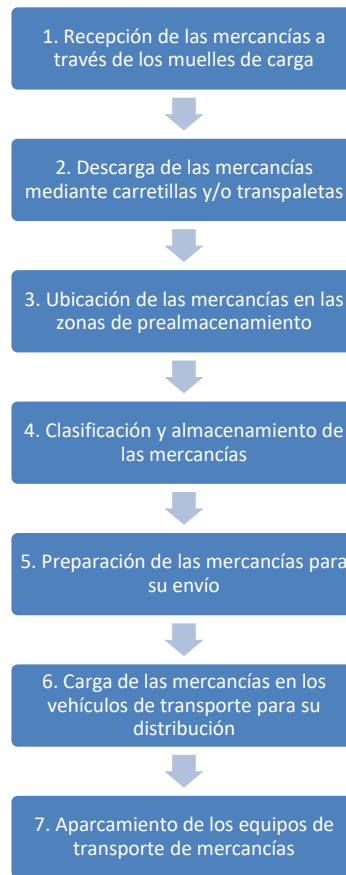 1. Recepción de las mercancías a
través de los muelles de carga
2. Descarga de las mercancías
mediante carretillas y/o transpaletas
3. Ubicación de las mercancías en las
zonas de prealmacenamiento
4. Clasificación y almacenamiento de
las mercancías
5. Preparación de las mercancías para
su envío
6. Carga de las mercancías en los
vehículos de transporte para su
distribución
7. Aparcamiento de los equipos de
transporte de mercancías